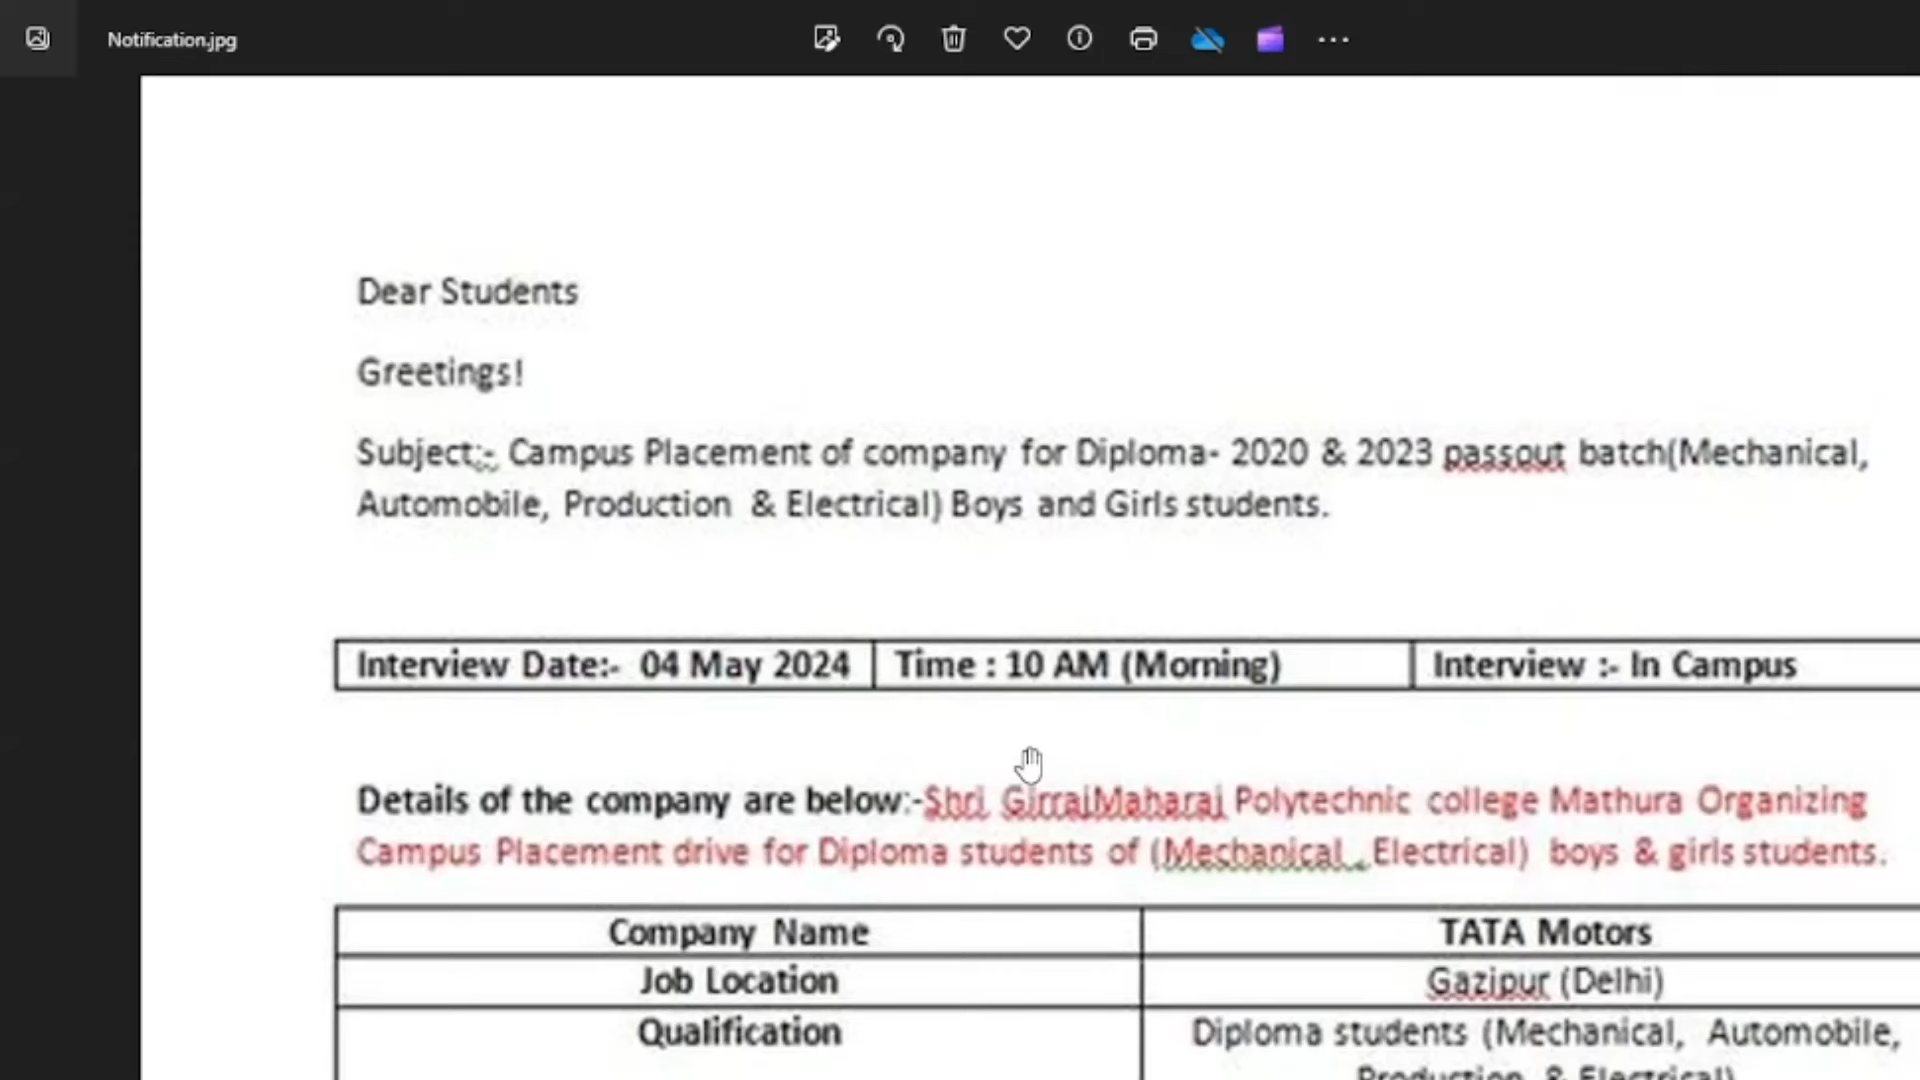 Notification.jpg
Dear Students
Greetings!
Subject:- Campus Placement of company for Diploma- 2020 & 2023 passout batch(Mechanical,
Automobile, Production & Electrical) Boys and Girls students.
Interview Date:- 04 May 2024 Time : 10 AM (Morning) Interview :- In Campus
Details of the company are below:-Shri GirrajMaharaj Polytechnic college Mathura Organizing
Campus Placement drive for Diploma students of (Mechanical , Electrical) boys & girls students.
Company Name TATA Motors
Job Location Gazipur (Delhi)
Qualification Diploma students (Mechanical, Automobile,
Production & Electrical)